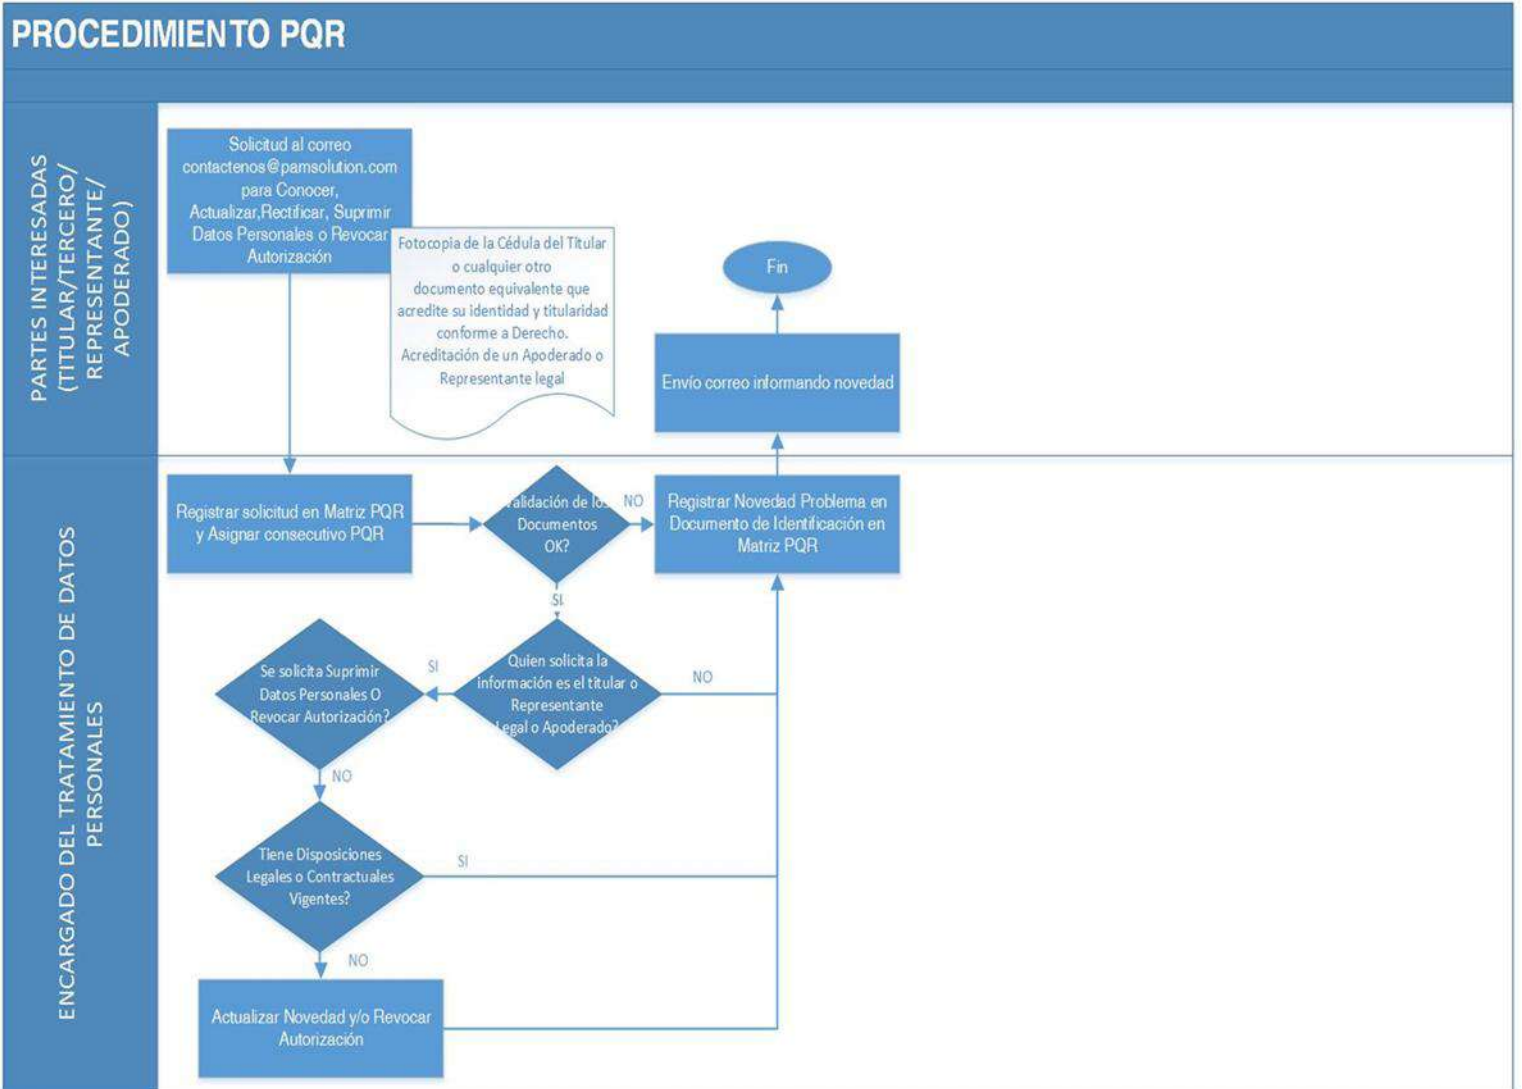 PROCEDIMIENTO PQR
PARTES INTERESADAS
(TITULAR/TERCERO/
REPRESENTANTE/
APODERADO)
Solicitud al correo
contactenos@pamsolution.com
para Conocer,
Actualizar,Rectificar, Suprimir
Datos Personales o Revocar
Autorización
Fotocopia de la Cédula del Titular
o cualquier otro
documento equivalente que
acredite su identidad y titularidad
conforme a Derecho.
Acreditación de un Apoderado o
Representante legal
Fin
Envío correo informando novedad
ENCARGADO DEL TRATAMIENTO DE DATOS
PERSONALES
Registrar solicitud en Matriz PQR
y Asignar consecutivo PQR
Validación de los
Documentos
OK?
NO
Registrar Novedad Problema en
Documento de Identificación en
Matriz PQR
SI
Quien solicita la
información es el titular o
Representante
Legal o Apoderado?
NO
SI
Se solicita Suprimir
Datos Personales O
Revocar Autorización?
NO
Tiene Disposiciones
Legales o Contractuales
Vigentes?
SI
NO
Actualizar Novedad y/o Revocar
Autorización